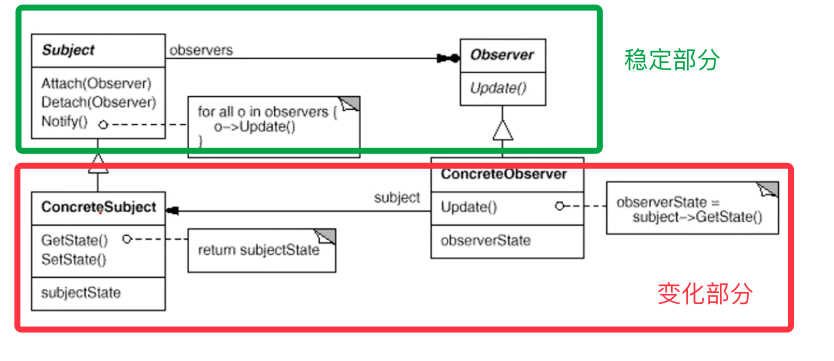 Subject
observers
Observer
稳定部分
Attach(Observer)
Detach(Observer)
Notify()
for all o in observers {
o–>Update()
}
Update()
ConcreteSubject
GetState()
SetState()
subjectState
return subjectState
subject
ConcreteObserver
Update()
observerState
observerState =
subject–>GetState()
变化部分